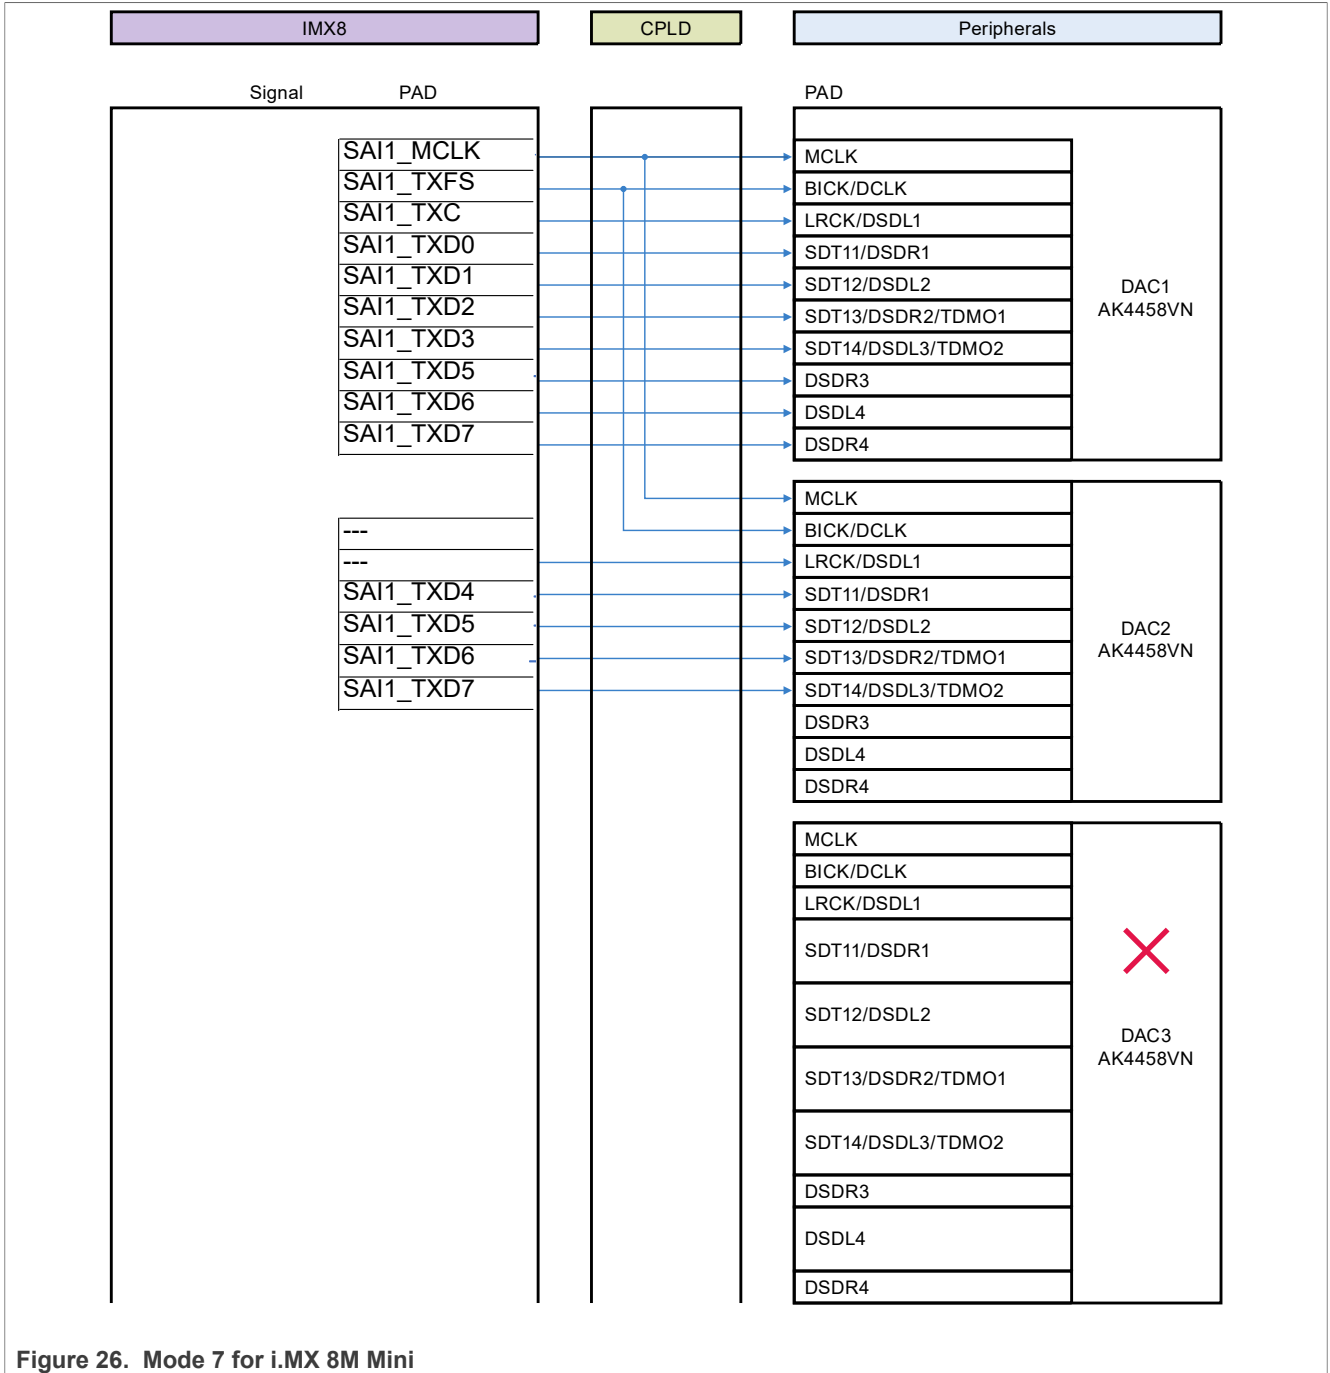 IMX8 CPLD Peripherals
Signal PAD PAD
SAI1_MCLK MCLK
SAI1_TXFS BICK/DCLK
SAI1_TXC LRCK/DSDL1
SAI1_TXD0 SDT11/DSDR1
SAI1_TXD1 SDT12/DSDL2
SAI1_TXD2 SDT13/DSDR2/TDMO1
SAI1_TXD3 SDT14/DSDL3/TDMO2
SAI1_TXD5 DSDR3
SAI1_TXD6 DSDL4
SAI1_TXD7 DSDR4
DAC1
AK4458VN
MCLK
--- BICK/DCLK
--- LRCK/DSDL1
SAI1_TXD4 SDT11/DSDR1
SAI1_TXD5 SDT12/DSDL2
SAI1_TXD6 SDT13/DSDR2/TDMO1
SAI1_TXD7 SDT14/DSDL3/TDMO2
DSDR3
DSDL4
DSDR4
DAC2
AK4458VN
MCLK
BICK/DCLK
LRCK/DSDL1
SDT11/DSDR1
SDT12/DSDL2
SDT13/DSDR2/TDMO1
SDT14/DSDL3/TDMO2
DSDR3
DSDL4
DSDR4
DAC3
AK4458VN
Figure 26. Mode 7 for i.MX 8M Mini